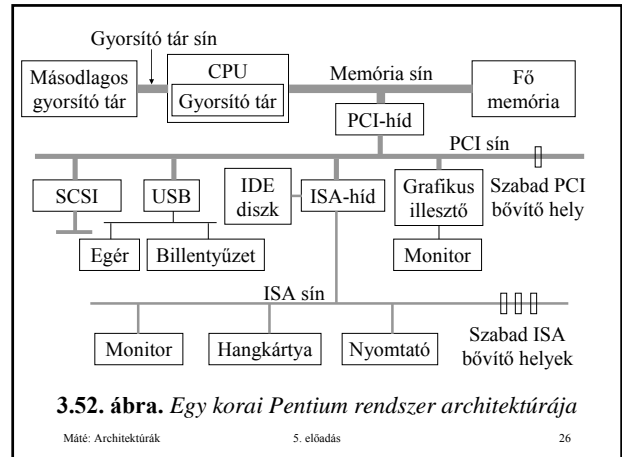 Gyorsító tár sín
Másodlagos
gyorsító tár
CPU
Gyorsító tár
Memória sín
Fő
memória
PCI-híd
PCI sín
SCSI
USB
IDE
diszk
ISA-híd
Grafikus
illesztő
Szabad PCI
bővítő hely
Egér
Billentyűzet
Monitor
ISA sín
Monitor
Hangkártya
Nyomtató
Szabad ISA
bővítő helyek
3.52. ábra. Egy korai Pentium rendszer architektúrája
Máté: Architektúrák 5. előadás 26